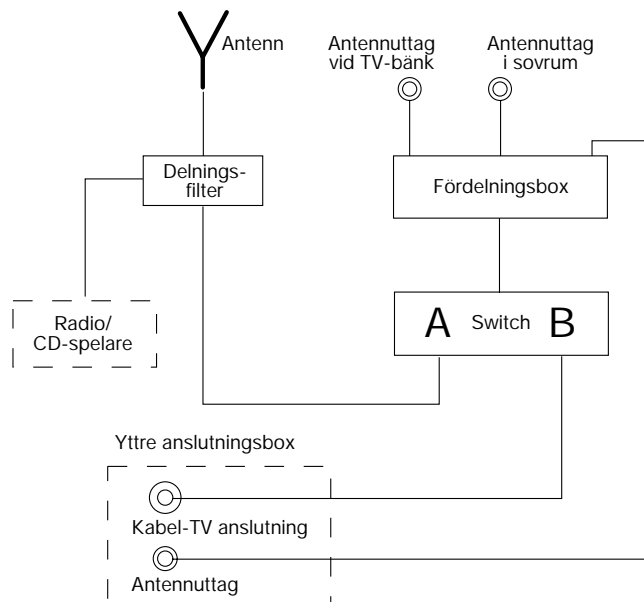 Antenn
Antennuttag
vid TV-bänk
Antennuttag
i sovrum
Delnings-
filter
Fördelningsbox
Radio/
CD-spelare
A Switch B
Yttre anslutningsbox
Kabel-TV anslutning
Antennuttag